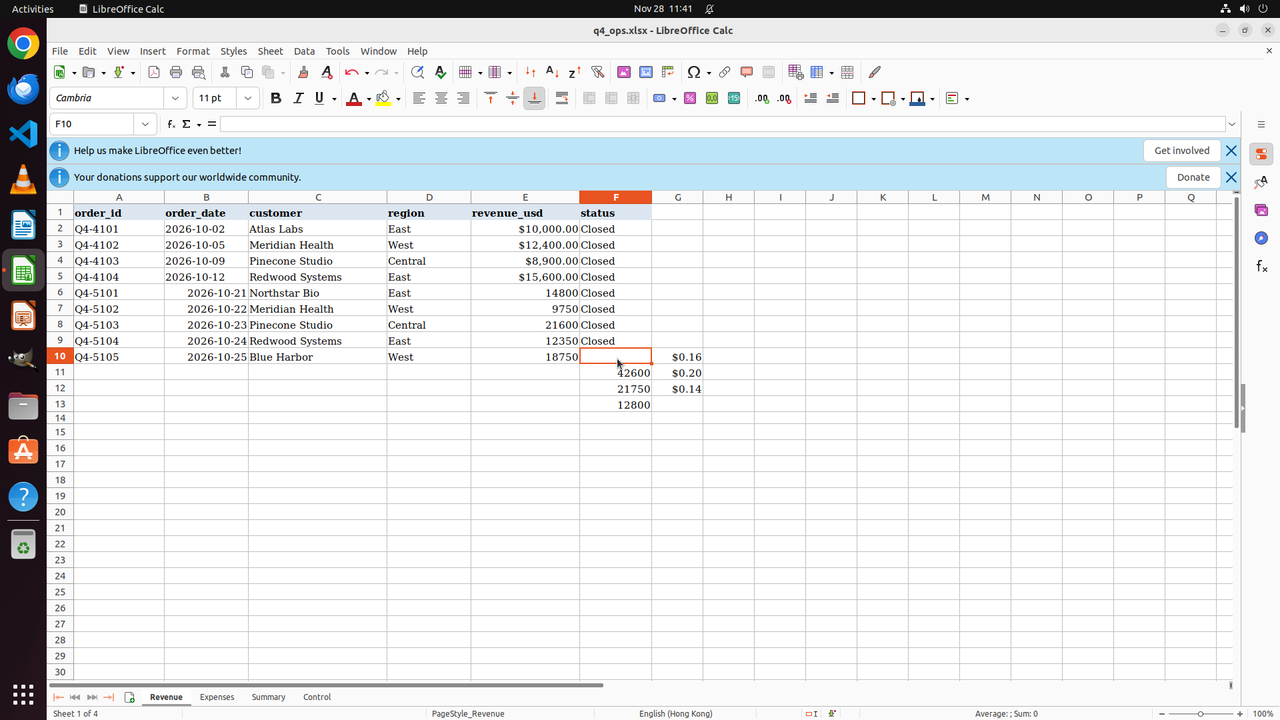 Activities LibreOffice Calc Nov 28 11:41
q4_ops.xlsx - LibreOffice Calc
File Edit View Insert Format Styles Sheet Data Tools Window Help
Cambria 11 pt
F10
Help us make LibreOffice even better! Get involved
Your donations support our worldwide community. Donate
A B C D E F G H I J K L M N O P Q
1 order_id order_date customer region revenue_usd status
2 Q4-4101 2026-10-02 Atlas Labs East $10,000.00 Closed
3 Q4-4102 2026-10-05 Meridian Health West $12,400.00 Closed
4 Q4-4103 2026-10-09 Pinecone Studio Central $8,900.00 Closed
5 Q4-4104 2026-10-12 Redwood Systems East $15,600.00 Closed
6 Q4-5101 2026-10-21 Northstar Bio East 14800 Closed
7 Q4-5102 2026-10-22 Meridian Health West 9750 Closed
8 Q4-5103 2026-10-23 Pinecone Studio Central 21600 Closed
9 Q4-5104 2026-10-24 Redwood Systems East 12350 Closed
10 Q4-5105 2026-10-25 Blue Harbor West 18750 $0.16
11 42600 $0.20
12 21750 $0.14
13 12800
14
15
16
17
18
19
20
21
22
23
24
25
26
27
28
29
30
Revenue Expenses Summary Control
Sheet 1 of 4 PageStyle_Revenue English (Hong Kong) Average: ; Sum: 0 100%